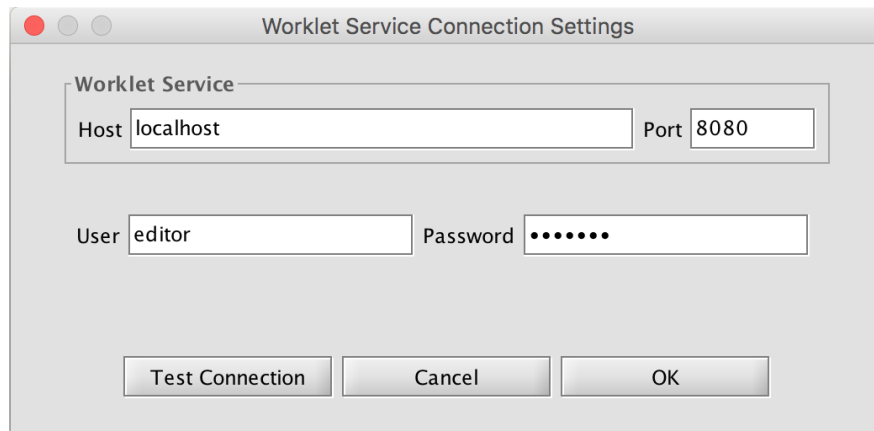 Worklet Service Connection Settings
Worklet Service
Host localhost Port 8080
User editor Password •••••••
Test Connection Cancel OK